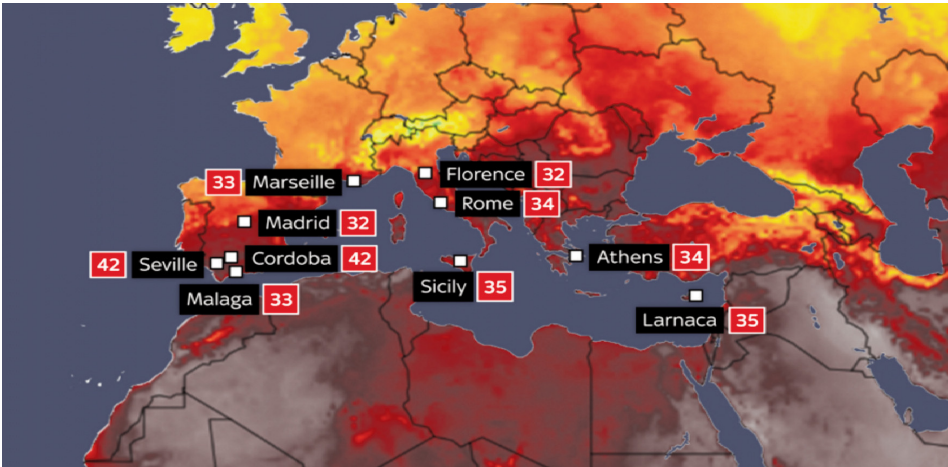 33 Marseille
Florence 32
Rome 34
Madrid 32
42 Seville
Cordoba 42
Athens 34
Sicily 35
Malaga 33
Larnaca 35